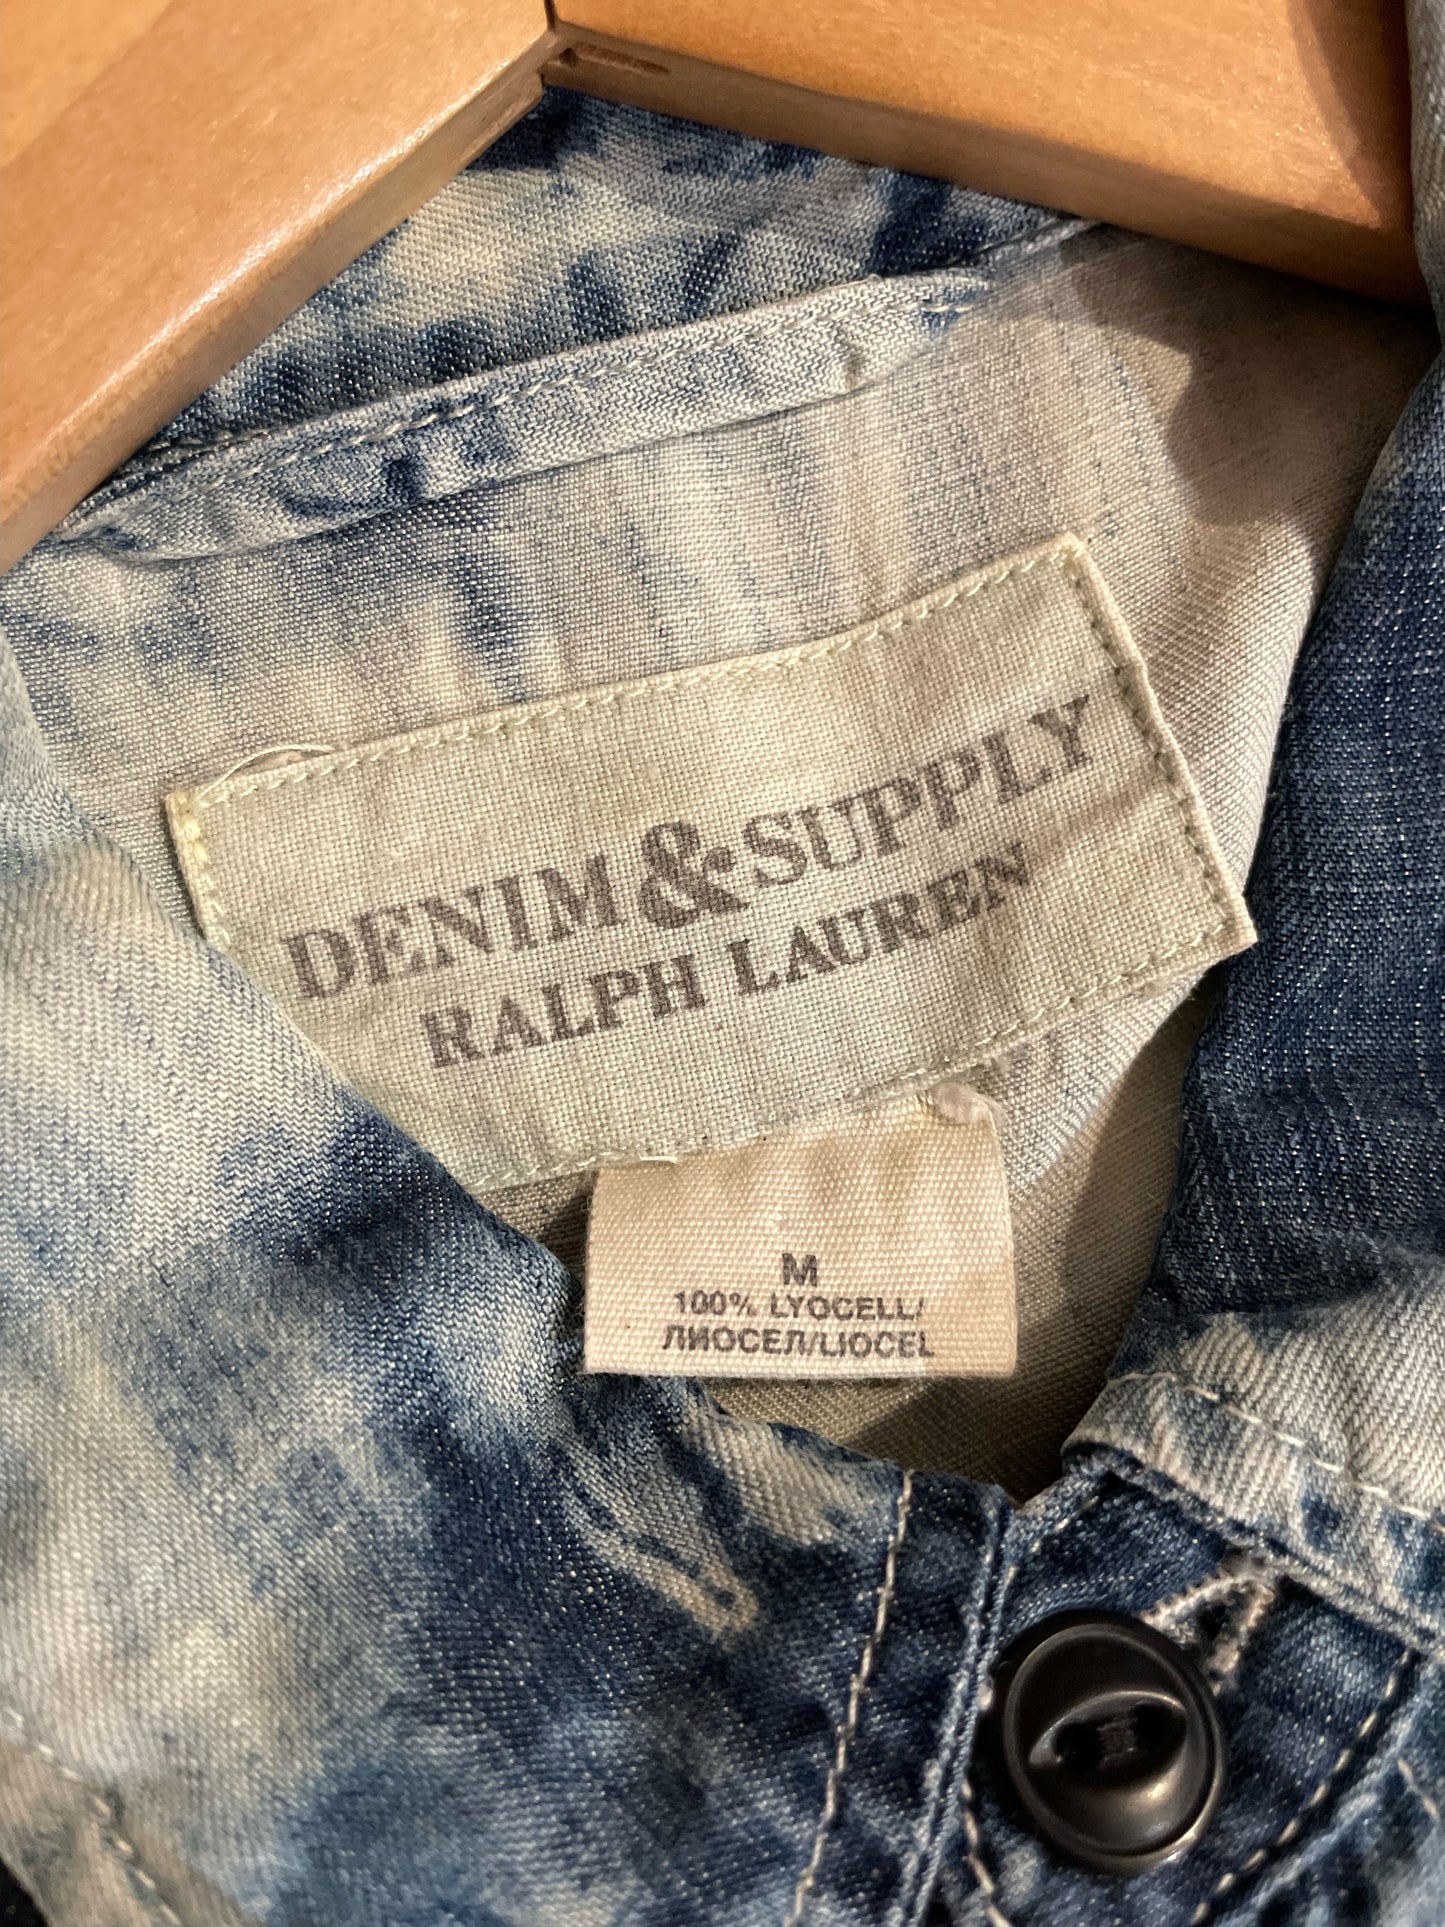 DENIM & SUPPLY
RALPH LAUREN
M
100% LYOCELL/
ЛИОСЕЛ/LIOCEL